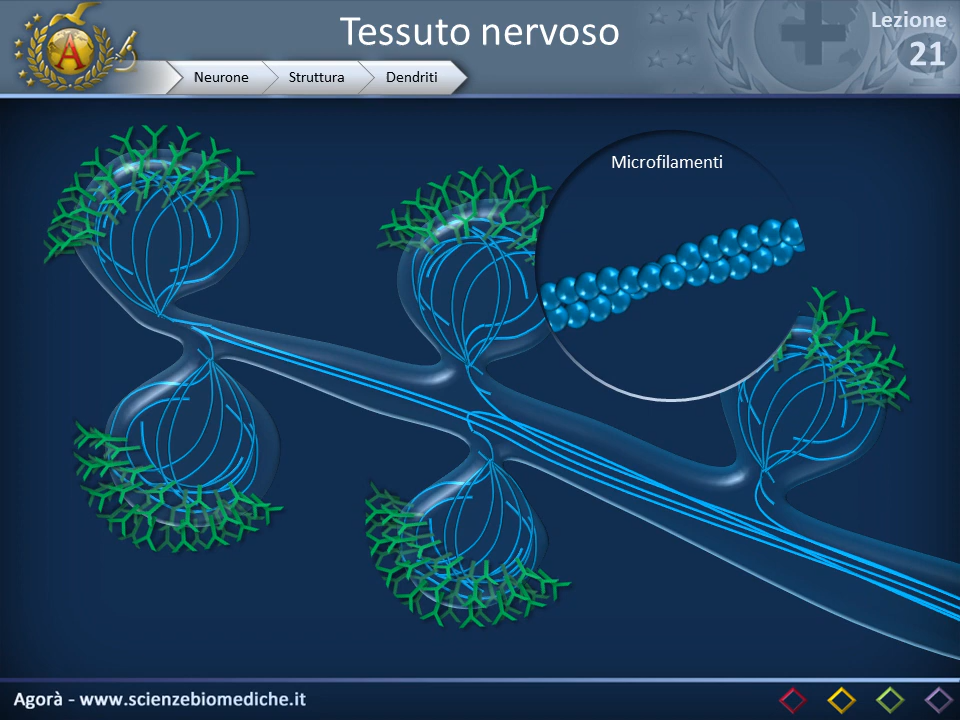 Tessuto nervoso
Lezione
21
A
Neurone
Struttura
Dendriti
Microfilamenti
Agorà - www.scienzebiomediche.it